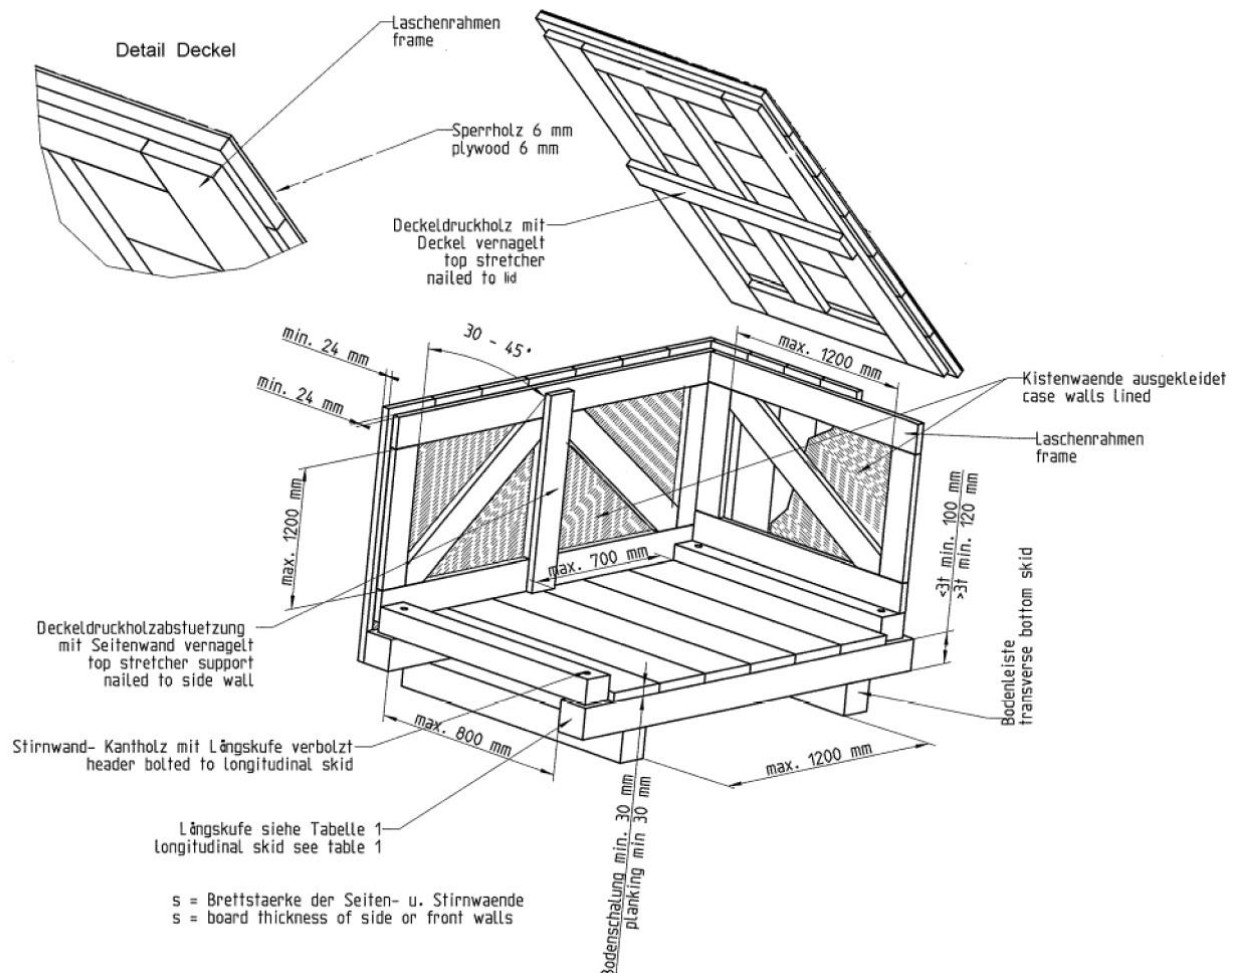 Detail Deckel
Laschenrahmen
frame
Sperrholz 6 mm
plywood 6 mm
Deckeldruckholz mit
Deckel vernagelt
top stretcher
nailed to lid
min. 24 mm
30 - 45°
max. 1200 mm
min. 24 mm
Kistenwaende ausgekleidet
case walls lined
Laschenrahmen
frame
max. 1200 mm
<3t min. 100 mm
>3t min. 120 mm
max. 700 mm
Bodenleiste
transverse bottom skid
Deckeldruckholzabstuetzung
mit Seitenwand vernagelt
top stretcher support
nailed to side wall
max. 800 mm
Stirnwand- Kantholz mit Långskufe verbolzt
header bolted to longitudinal skid
max. 1200 mm
Bodenschalung min. 30 mm
planking min 30 mm
Långskufe siehe Tabelle 1
longitudinal skid see table 1
s = Brettstaerke der Seiten- u. Stirnwaende
s = board thickness of side or front walls